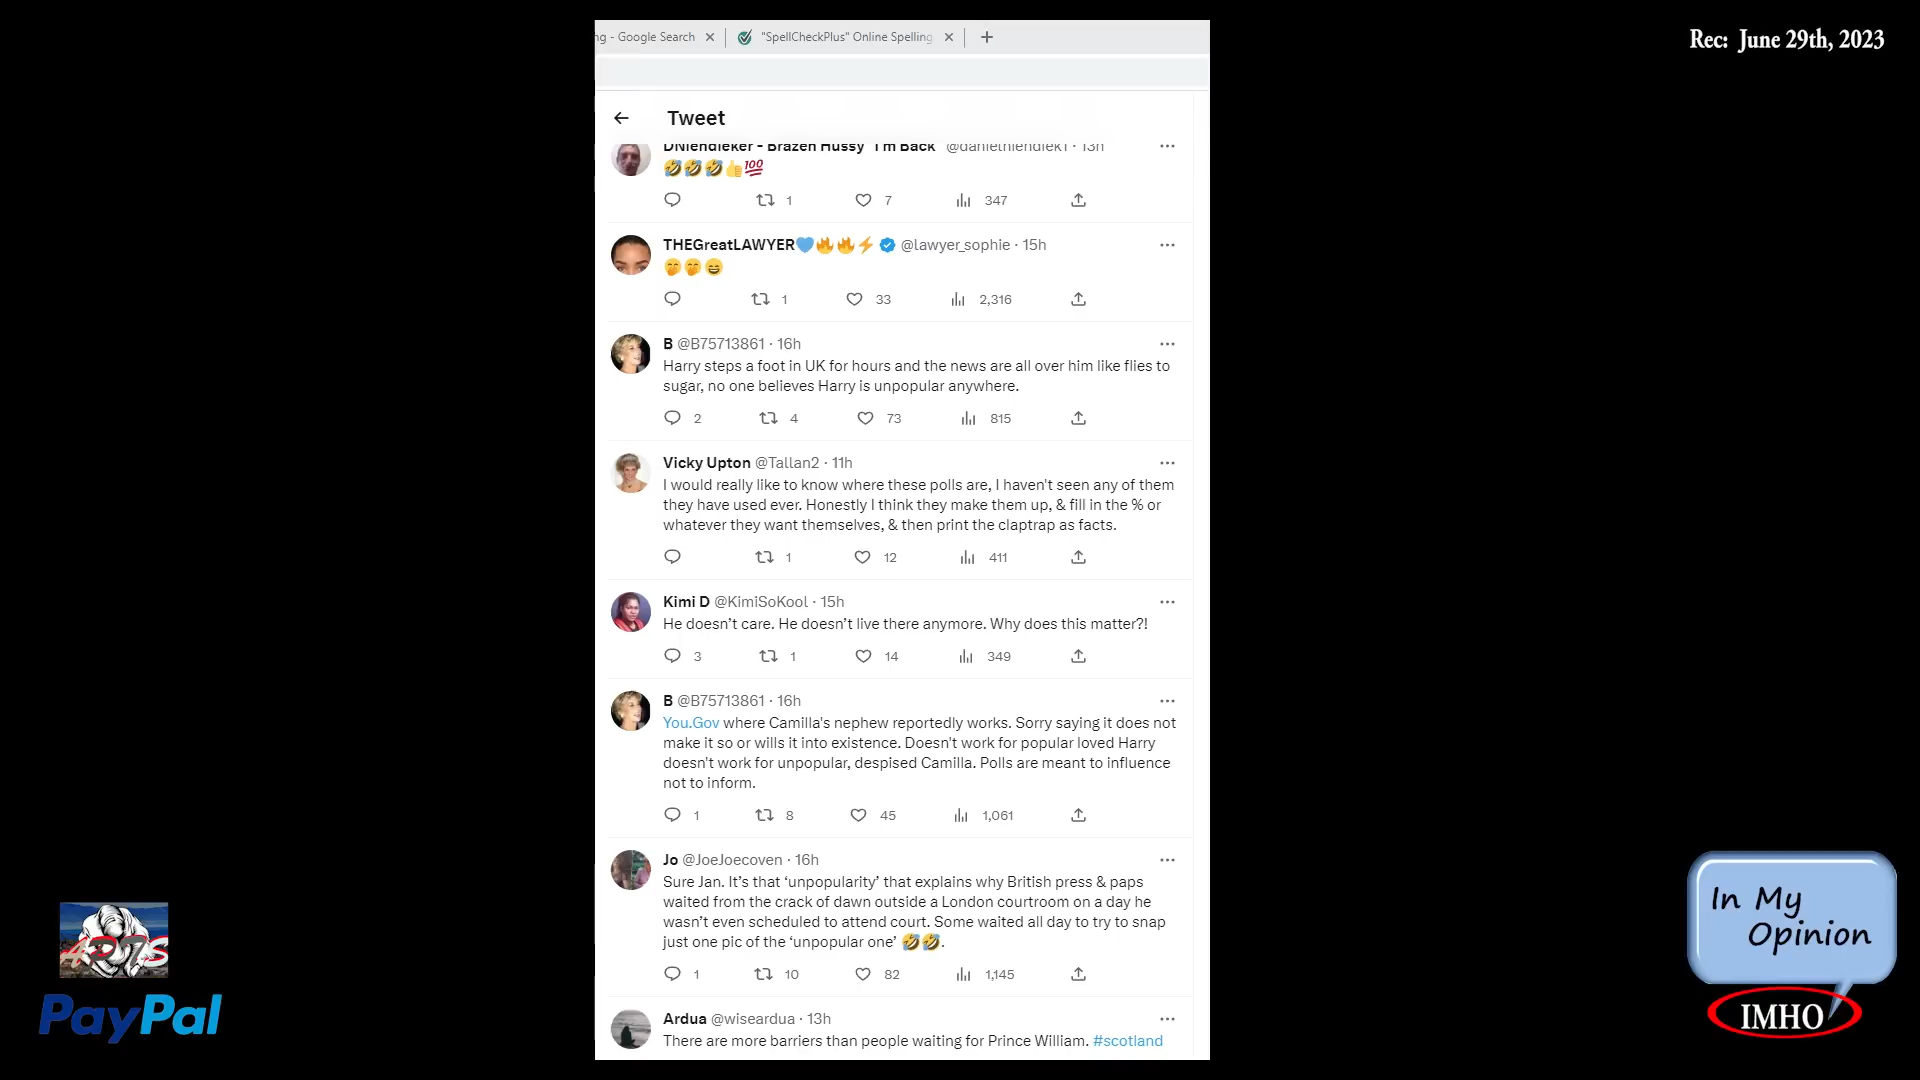 ng - Google Search
"SpellCheckPlus" Online Spelling
Rec: June 29th, 2023
Tweet
DNiendieker - Brazen Hussy "I'm Back" · 13h
1 7 347
THEGreatLAWYER @lawyer_sophie · 15h
1 33 2,316
B @B75713861 · 16h
Harry steps a foot in UK for hours and the news are all over him like flies to
sugar, no one believes Harry is unpopular anywhere.
2 4 73 815
Vicky Upton @Tallan2 · 11h
I would really like to know where these polls are, I haven't seen any of them
they have used ever. Honestly I think they make them up, & fill in the % or
whatever they want themselves, & then print the claptrap as facts.
1 12 411
Kimi D @KimiSoKool · 15h
He doesn’t care. He doesn’t live there anymore. Why does this matter?!
3 1 14 349
B @B75713861 · 16h
You.Gov where Camilla's nephew reportedly works. Sorry saying it does not
make it so or wills it into existence. Doesn't work for popular loved Harry
doesn't work for unpopular, despised Camilla. Polls are meant to influence
not to inform.
1 8 45 1,061
Jo @JoeJoecoven · 16h
Sure Jan. It’s that ‘unpopularity’ that explains why British press & paps
waited from the crack of dawn outside a London courtroom on a day he
wasn’t even scheduled to attend court. Some waited all day to try to snap
just one pic of the ‘unpopular one’ 🤣🤣.
1 10 82 1,145
Ardua @wiseardua · 13h
There are more barriers than people waiting for Prince William. #scotland
PayPal
In My
Opinion
IMHO